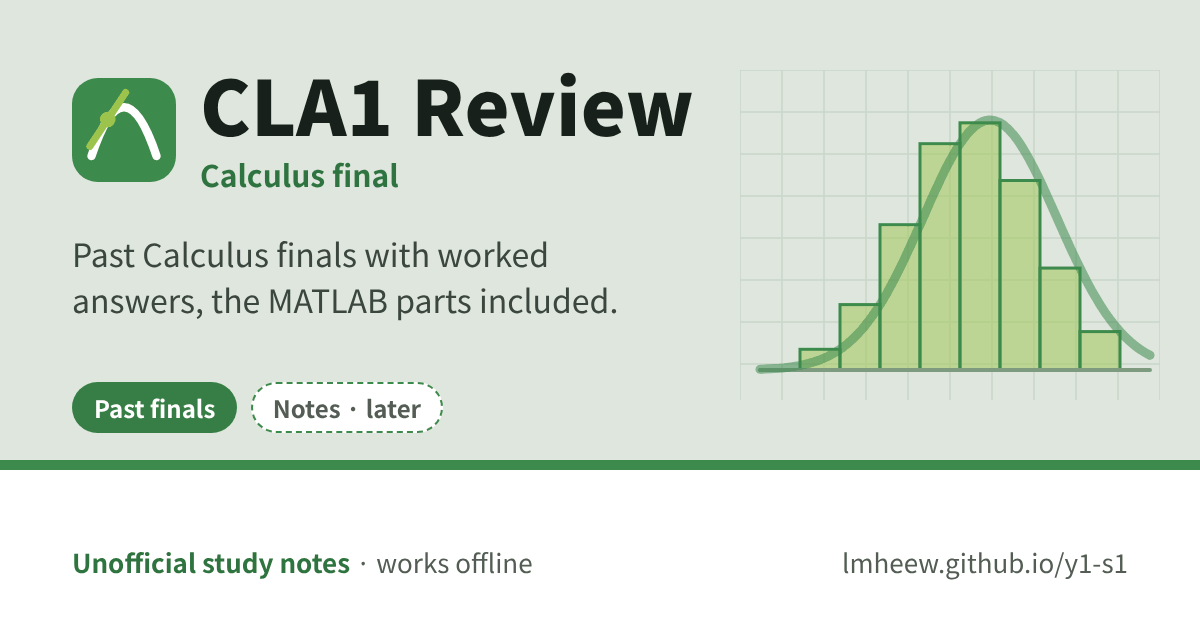 CLA1 Review
Calculus final
Past Calculus finals with worked
answers, the MATLAB parts included.
Past finals
Notes · later
Unofficial study notes · works offline
lmheew.github.io/y1-s1